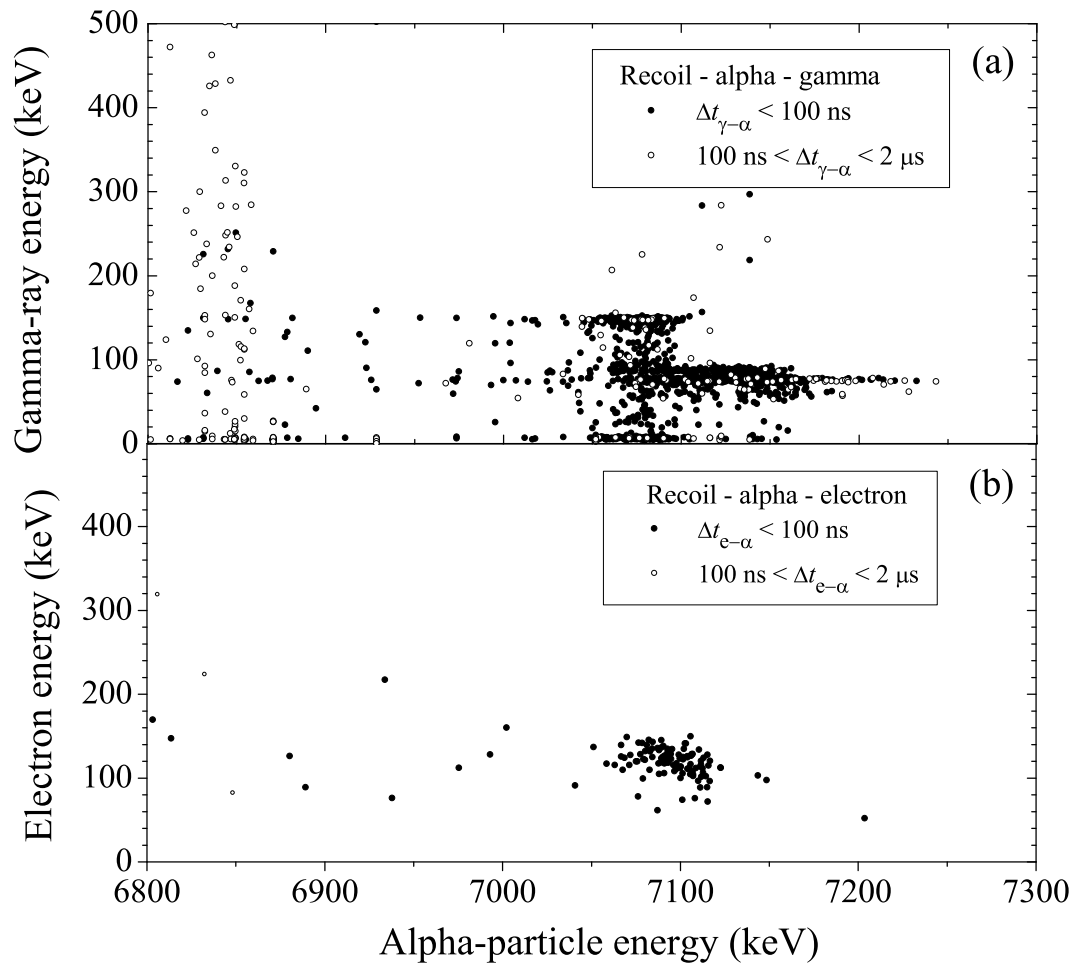 500
400
300
200
100
0
Gamma-ray energy (keV)
(a)
Recoil - alpha - gamma
Δtγ−α < 100 ns
100 ns < Δtγ−α < 2 μs
400
300
200
100
0
Electron energy (keV)
(b)
Recoil - alpha - electron
Δte−α < 100 ns
100 ns < Δte−α < 2 μs
6800 6900 7000 7100 7200 7300
Alpha-particle energy (keV)